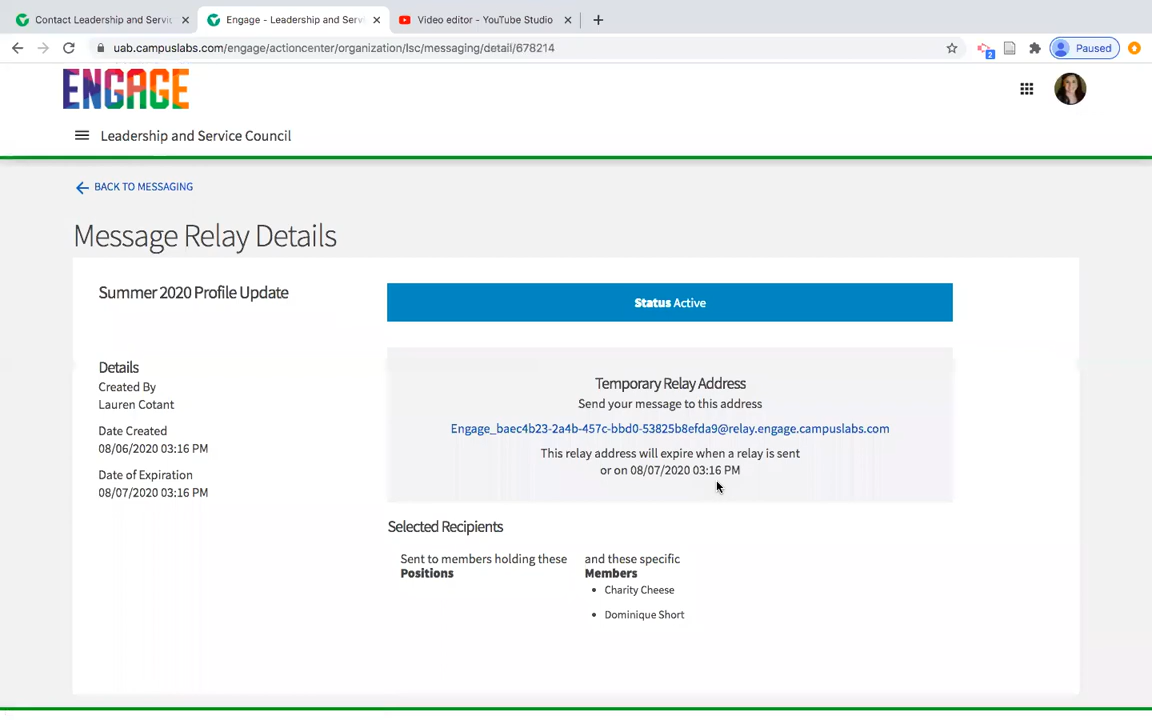 Contact Leadership and Servic
Engage - Leadership and Servi
Video editor - YouTube Studio
uab.campuslabs.com/engage/actioncenter/organization/lsc/messaging/detail/678214
2
Paused
ENGAGE
Leadership and Service Council
BACK TO MESSAGING
Message Relay Details
Summer 2020 Profile Update
Status Active
Details
Created By
Lauren Cotant
Date Created
08/06/2020 03:16 PM
Date of Expiration
08/07/2020 03:16 PM
Temporary Relay Address
Send your message to this address
Engage_baec4b23-2a4b-457c-bbd0-53825b8efda9@relay.engage.campuslabs.com
This relay address will expire when a relay is sent
or on 08/07/2020 03:16 PM
Selected Recipients
Sent to members holding these
Positions
and these specific
Members
Charity Cheese
Dominique Short